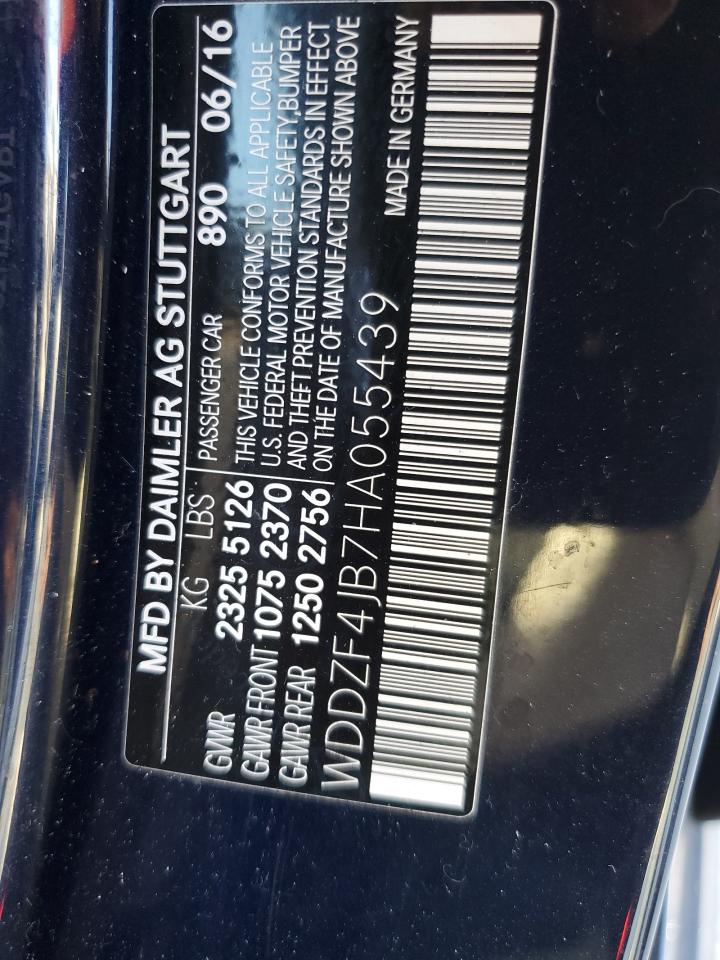 MFD BY DAIMLER AG STUTTGART
KG LBS PASSENGER CAR 890 06/16
GVWR 2325 5126 THIS VEHICLE CONFORMS TO ALL APPLICABLE
GAWR FRONT 1075 2370 U.S. FEDERAL MOTOR VEHICLE SAFETY,BUMPER
GAWR REAR 1250 2756 AND THEFT PREVENTION STANDARDS IN EFFECT
ON THE DATE OF MANUFACTURE SHOWN ABOVE
WDDZF4JB7HA055439 MADE IN GERMANY